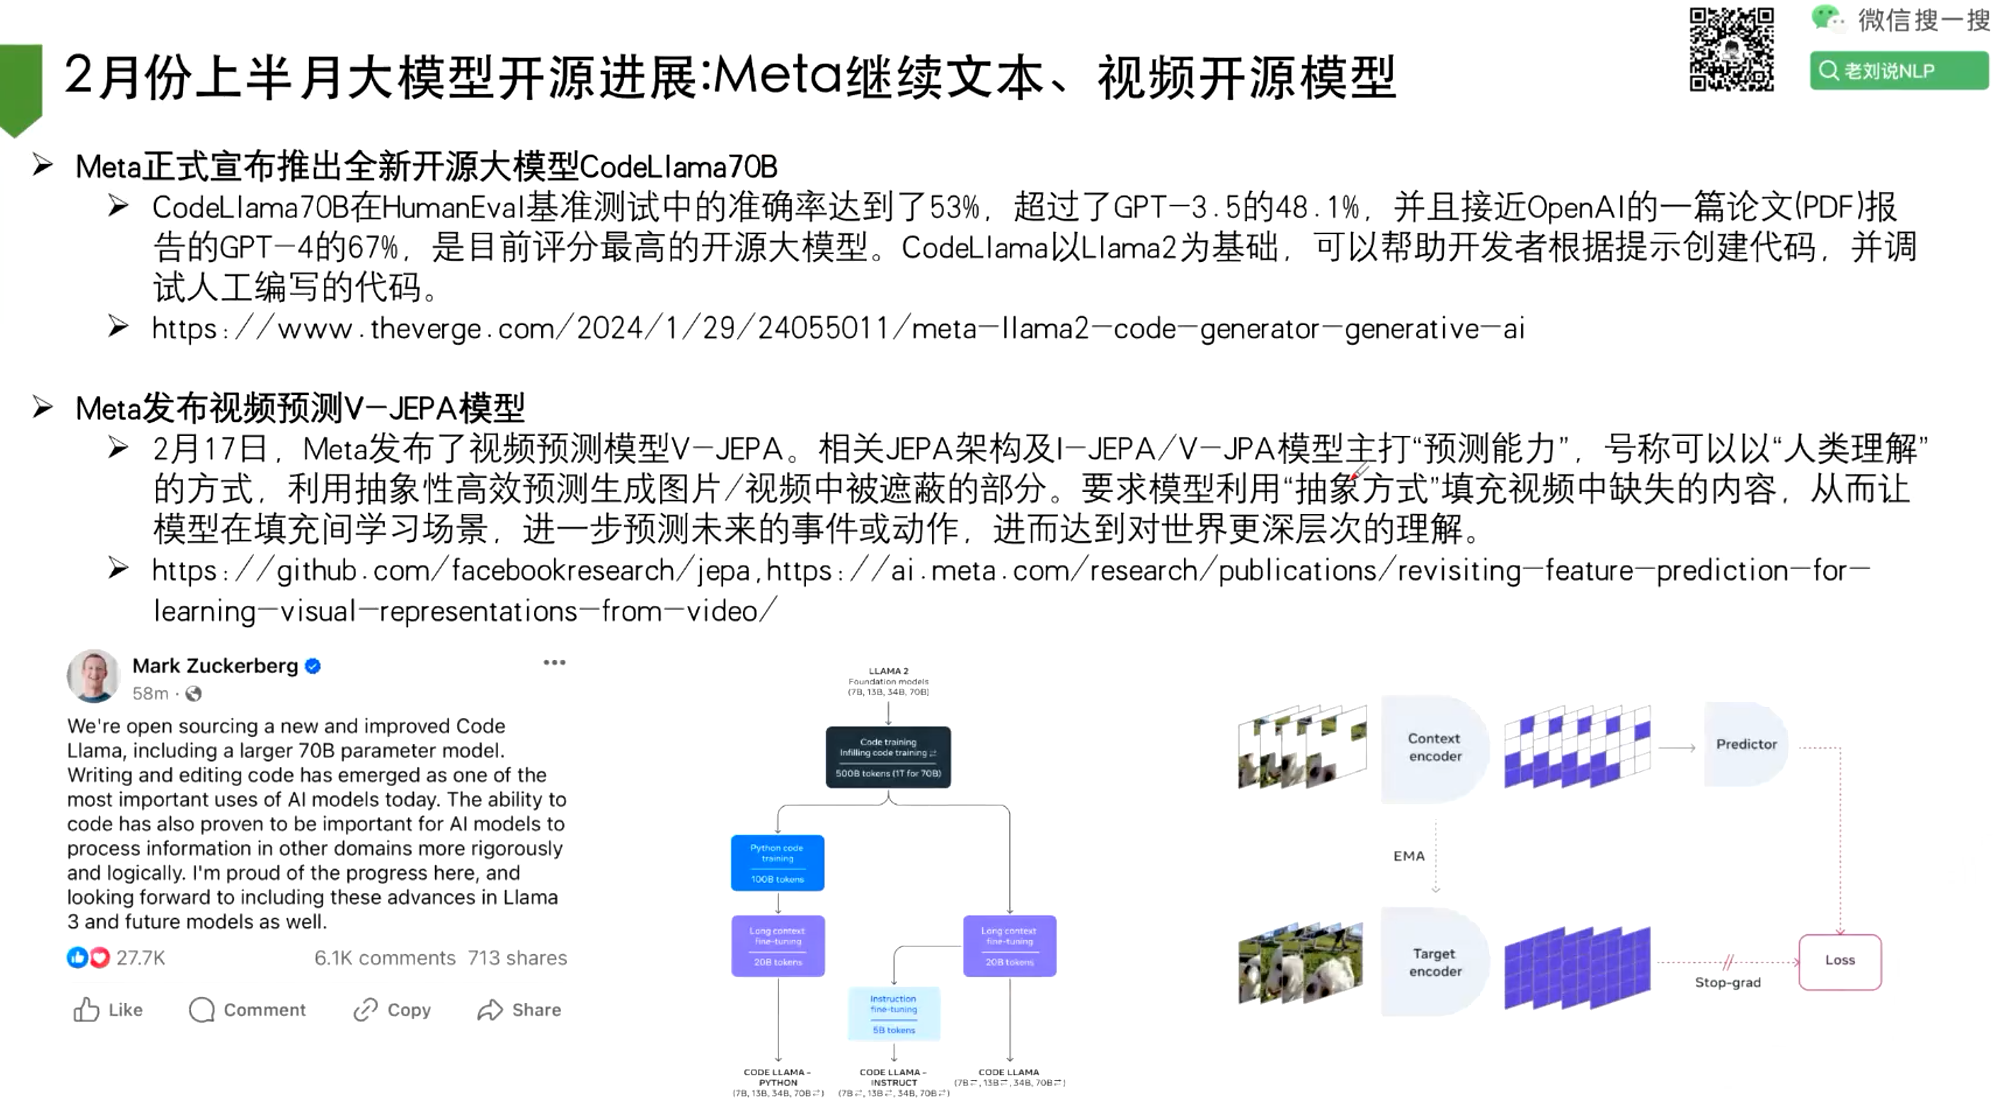 微信搜一搜
老刘说NLP
2月份上半月大模型开源进展:Meta继续文本、视频开源模型
Meta正式宣布推出全新开源大模型CodeLlama70B
CodeLlama70B在HumanEval基准测试中的准确率达到了53%，超过了GPT-3.5的48.1%，并且接近OpenAI的一篇论文(PDF)报
告的GPT-4的67%，是目前评分最高的开源大模型。CodeLlama以Llama2为基础，可以帮助开发者根据提示创建代码，并调
试人工编写的代码。
https://www.theverge.com/2024/1/29/24055011/meta-llama2-code-generator-generative-ai
Meta发布视频预测V-JEPA模型
2月17日，Meta发布了视频预测模型V-JEPA。相关JEPA架构及I-JEPA/V-JPA模型主打“预测能力”，号称可以以“人类理解”
的方式，利用抽象性高效预测生成图片/视频中被遮蔽的部分。要求模型利用“抽象方式”填充视频中缺失的内容，从而让
模型在填充间学习场景，进一步预测未来的事件或动作，进而达到对世界更深层次的理解。
https://github.com/facebookresearch/jepa,https://ai.meta.com/research/publications/revisiting-feature-prediction-for-
learning-visual-representations-from-video/
Mark Zuckerberg
58m ·
We're open sourcing a new and improved Code
Llama, including a larger 70B parameter model.
Writing and editing code has emerged as one of the
most important uses of AI models today. The ability to
code has also proven to be important for AI models to
process information in other domains more rigorously
and logically. I'm proud of the progress here, and
looking forward to including these advances in Llama
3 and future models as well.
27.7K 6.1K comments 713 shares
Like Comment Copy Share
LLAMA 2
Foundation models
(7B, 13B, 34B, 70B)
Code training
Infilling code training ⇄
500B tokens (1T for 70B)
Python code
training
100B tokens
Long context
fine-tuning
20B tokens
Long context
fine-tuning
20B tokens
Instruction
fine-tuning
5B tokens
CODE LLAMA -
PYTHON
(7B, 13B, 34B, 70B ⇄)
CODE LLAMA -
INSTRUCT
(7B ⇄, 13B ⇄, 34B, 70B ⇄)
CODE LLAMA
(7B ⇄, 13B ⇄, 34B, 70B ⇄)
Context
encoder
Predictor
EMA
Target
encoder
Stop-grad
Loss